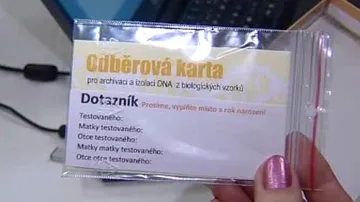 Odběrová karta
pro archivaci a izolaci DNA z biologických vzorků
Dotazník Prosíme, vyplňte místo a rok narození
Testovaného:
Matky testovaného:
Otce testovaného:
Matky matky testovaného:
Otce otce testovaného: